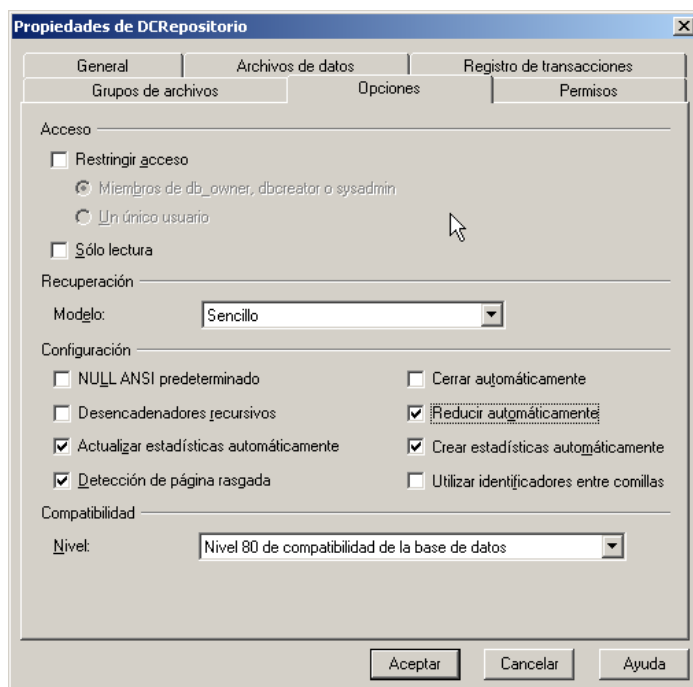 Propiedades de DCRepositorio
General Archivos de datos Registro de transacciones
Grupos de archivos Opciones Permisos
Acceso
Restringir acceso
Miembros de db_owner, dbcreator o sysadmin
Un único usuario
Sólo lectura
Recuperación
Modelo: Sencillo
Configuración
NULL ANSI predeterminado Cerrar automáticamente
Desencadenadores recursivos Reducir automáticamente
Actualizar estadísticas automáticamente Crear estadísticas automáticamente
Detección de página rasgada Utilizar identificadores entre comillas
Compatibilidad
Nivel: Nivel 80 de compatibilidad de la base de datos
Aceptar Cancelar Ayuda